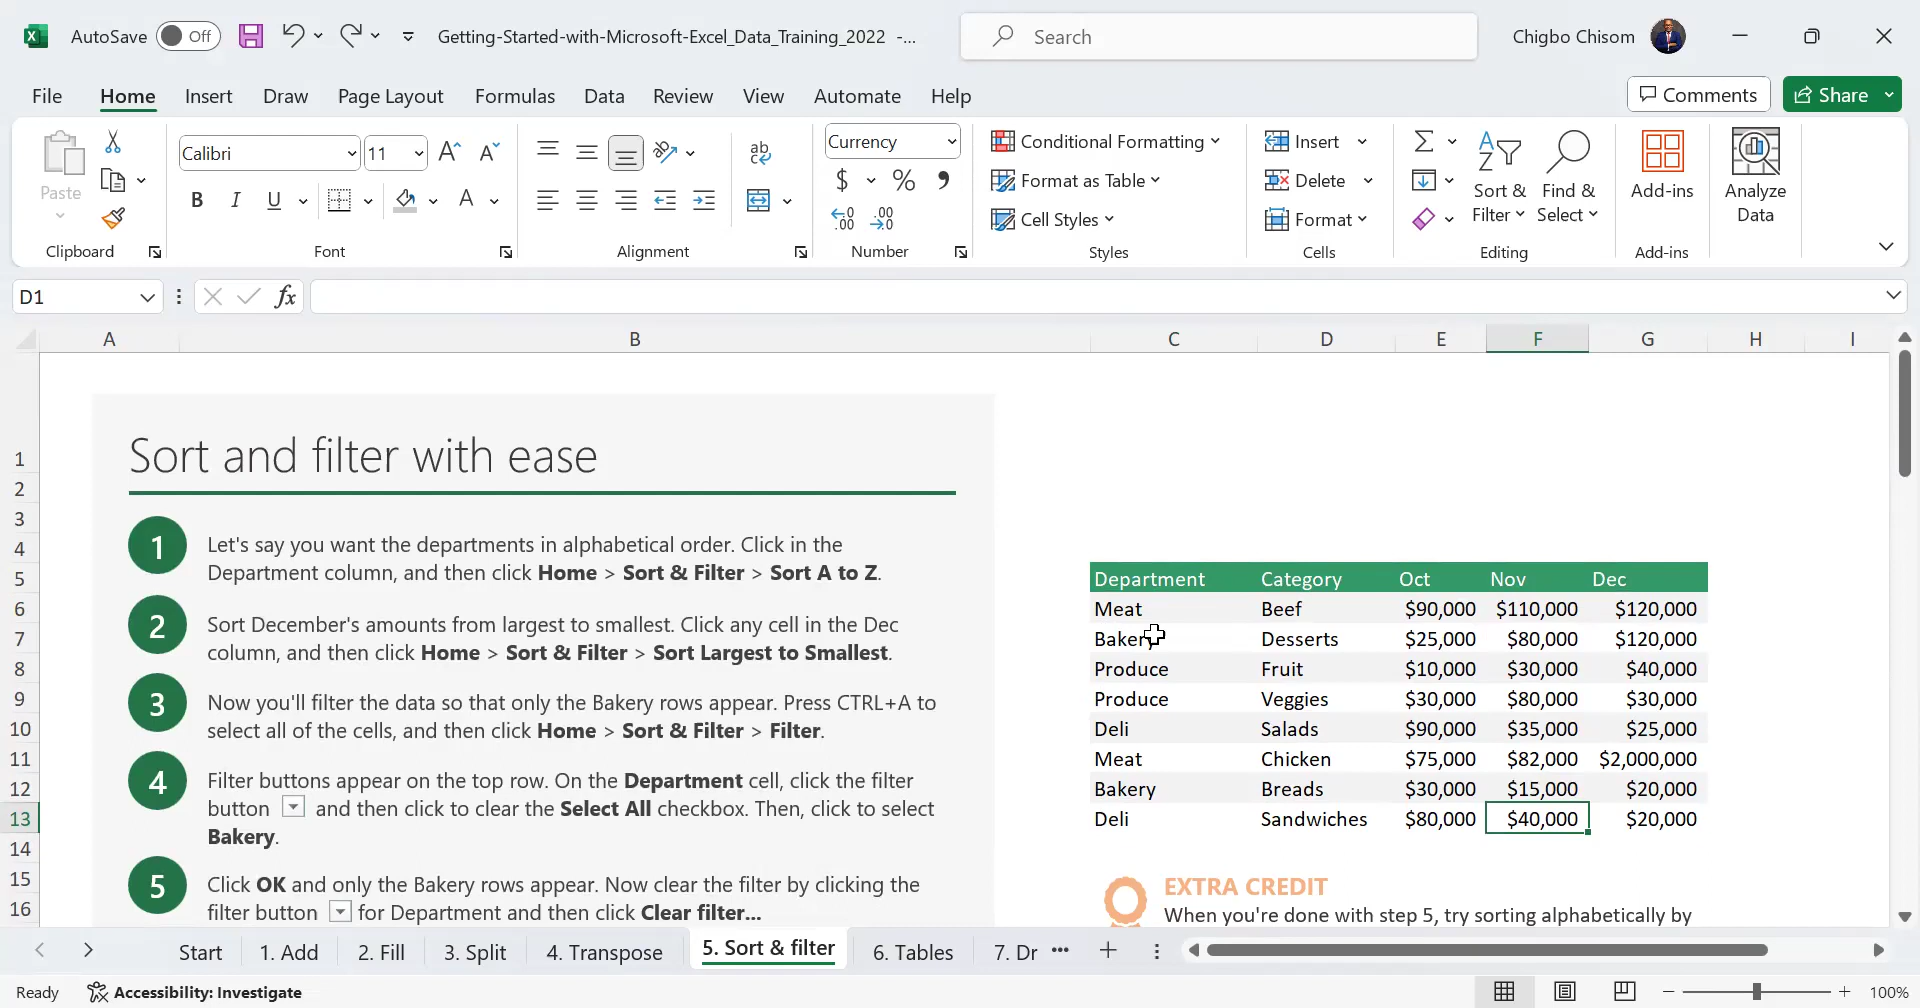 AutoSave Off Getting-Started-with-Microsoft-Excel_Data_Training_2022 -... Search Chigbo Chisom
File Home Insert Draw Page Layout Formulas Data Review View Automate Help Comments Share
Paste
Clipboard
Calibri 11
B I U A
Font
ab
Alignment
Currency
$ % ,
.00 .00
Number
Conditional Formatting
Format as Table
Cell Styles
Styles
Insert
Delete
Format
Cells
Sort & Filter
Find & Select
Editing
Add-ins
Add-ins
Analyze Data
D1 fx
A B C D E F G H I
1
2
3
4
5
6
7
8
9
10
11
12
13
14
15
16
Sort and filter with ease
1 Let's say you want the departments in alphabetical order. Click in the
Department column, and then click Home > Sort & Filter > Sort A to Z.
2 Sort December's amounts from largest to smallest. Click any cell in the Dec
column, and then click Home > Sort & Filter > Sort Largest to Smallest.
3 Now you'll filter the data so that only the Bakery rows appear. Press CTRL+A to
select all of the cells, and then click Home > Sort & Filter > Filter.
4 Filter buttons appear on the top row. On the Department cell, click the filter
button and then click to clear the Select All checkbox. Then, click to select
Bakery.
5 Click OK and only the Bakery rows appear. Now clear the filter by clicking the
filter button for Department and then click Clear filter...
Department Category Oct Nov Dec
Meat Beef $90,000 $110,000 $120,000
Bakery Desserts $25,000 $80,000 $120,000
Produce Fruit $10,000 $30,000 $40,000
Produce Veggies $30,000 $80,000 $30,000
Deli Salads $90,000 $35,000 $25,000
Meat Chicken $75,000 $82,000 $2,000,000
Bakery Breads $30,000 $15,000 $20,000
Deli Sandwiches $80,000 $40,000 $20,000
EXTRA CREDIT
When you're done with step 5, try sorting alphabetically by
Start 1. Add 2. Fill 3. Split 4. Transpose 5. Sort & filter 6. Tables 7. Dr ...
Ready Accessibility: Investigate 100%